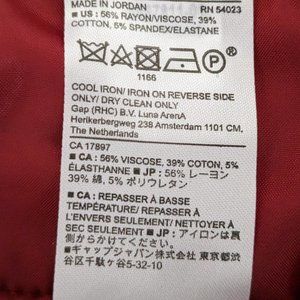 MADE IN JORDAN RN 54023
■ US : 56% RAYON/VISCOSE, 39%
COTTON, 5% SPANDEX/ELASTANE
P
1166
COOL IRON/IRON ON REVERSE SIDE
ONLY/ DRY CLEAN ONLY
Gap (RHC) B.V. Luna ArenA
Herikerbergweg 238 Amsterdam 1101 CM,
The Netherlands
CA 17897
■ CA : 56% VISCOSE, 39% COTON, 5%
ÉLASTHANNE ■ JP : 56% レーヨン
39% 綿, 5% ポリウレタン
■ CA : REPASSER À BASSE
TEMPÉRATURE/ REPASSER À
L'ENVERS SEULEMENT/ NETTOYER À
SEC SEULEMENT ■ JP : アイロンは裏
側からかけてください。
■ギャップジャパン株式会社 東京都渋
谷区千駄ヶ谷5-32-10